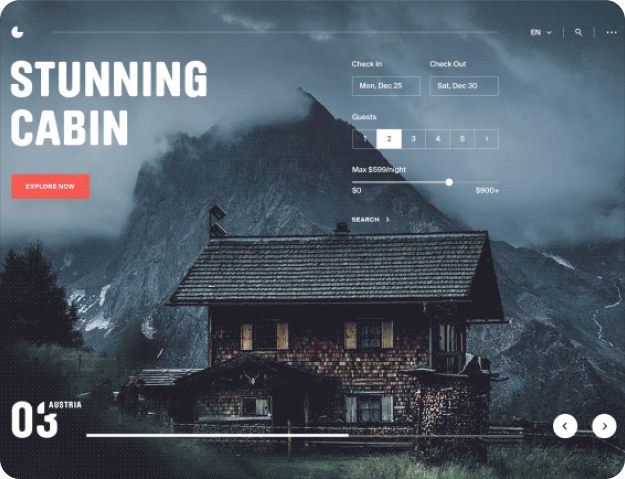 EN
STUNNING
CABIN
EXPLORE NOW
Check In
Check Out
Mon, Dec 25
Sat, Dec 30
Guests
1 2 3 4 5
Max $599/night
$0
$900+
SEARCH
03
AUSTRIA